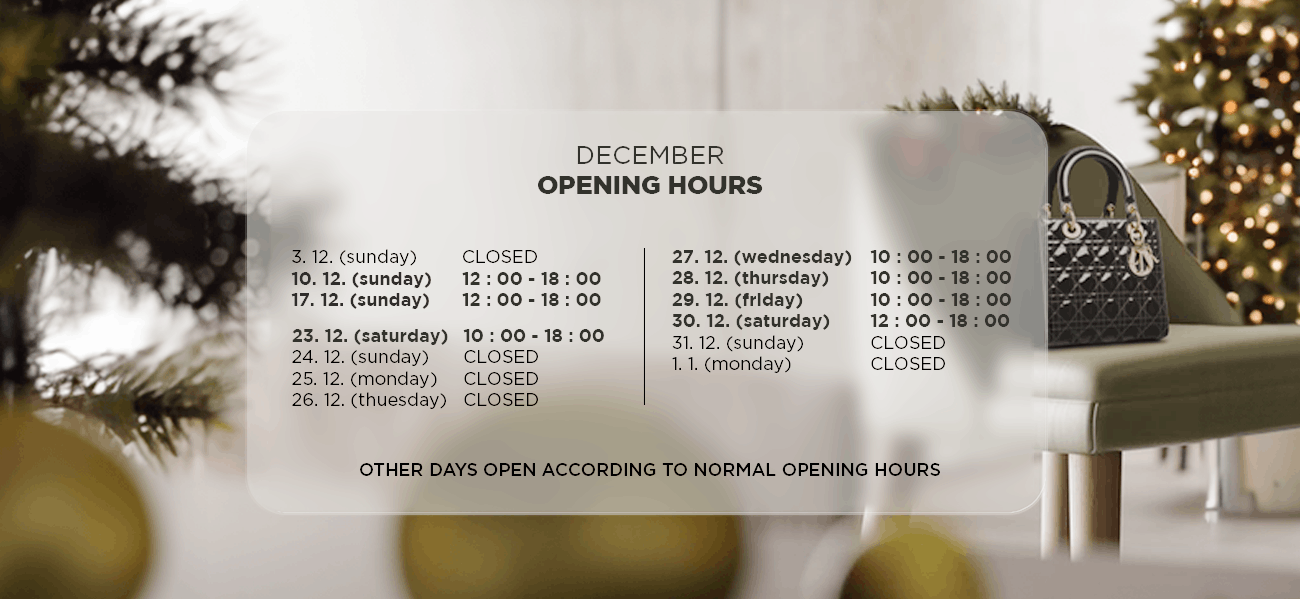 DECEMBER
OPENING HOURS
3. 12. (sunday) CLOSED
10. 12. (sunday) 12 : 00 - 18 : 00
17. 12. (sunday) 12 : 00 - 18 : 00
23. 12. (saturday) 10 : 00 - 18 : 00
24. 12. (sunday) CLOSED
25. 12. (monday) CLOSED
26. 12. (thuesday) CLOSED
27. 12. (wednesday) 10 : 00 - 18 : 00
28. 12. (thursday) 10 : 00 - 18 : 00
29. 12. (friday) 10 : 00 - 18 : 00
30. 12. (saturday) 12 : 00 - 18 : 00
31. 12. (sunday) CLOSED
1. 1. (monday) CLOSED
OTHER DAYS OPEN ACCORDING TO NORMAL OPENING HOURS